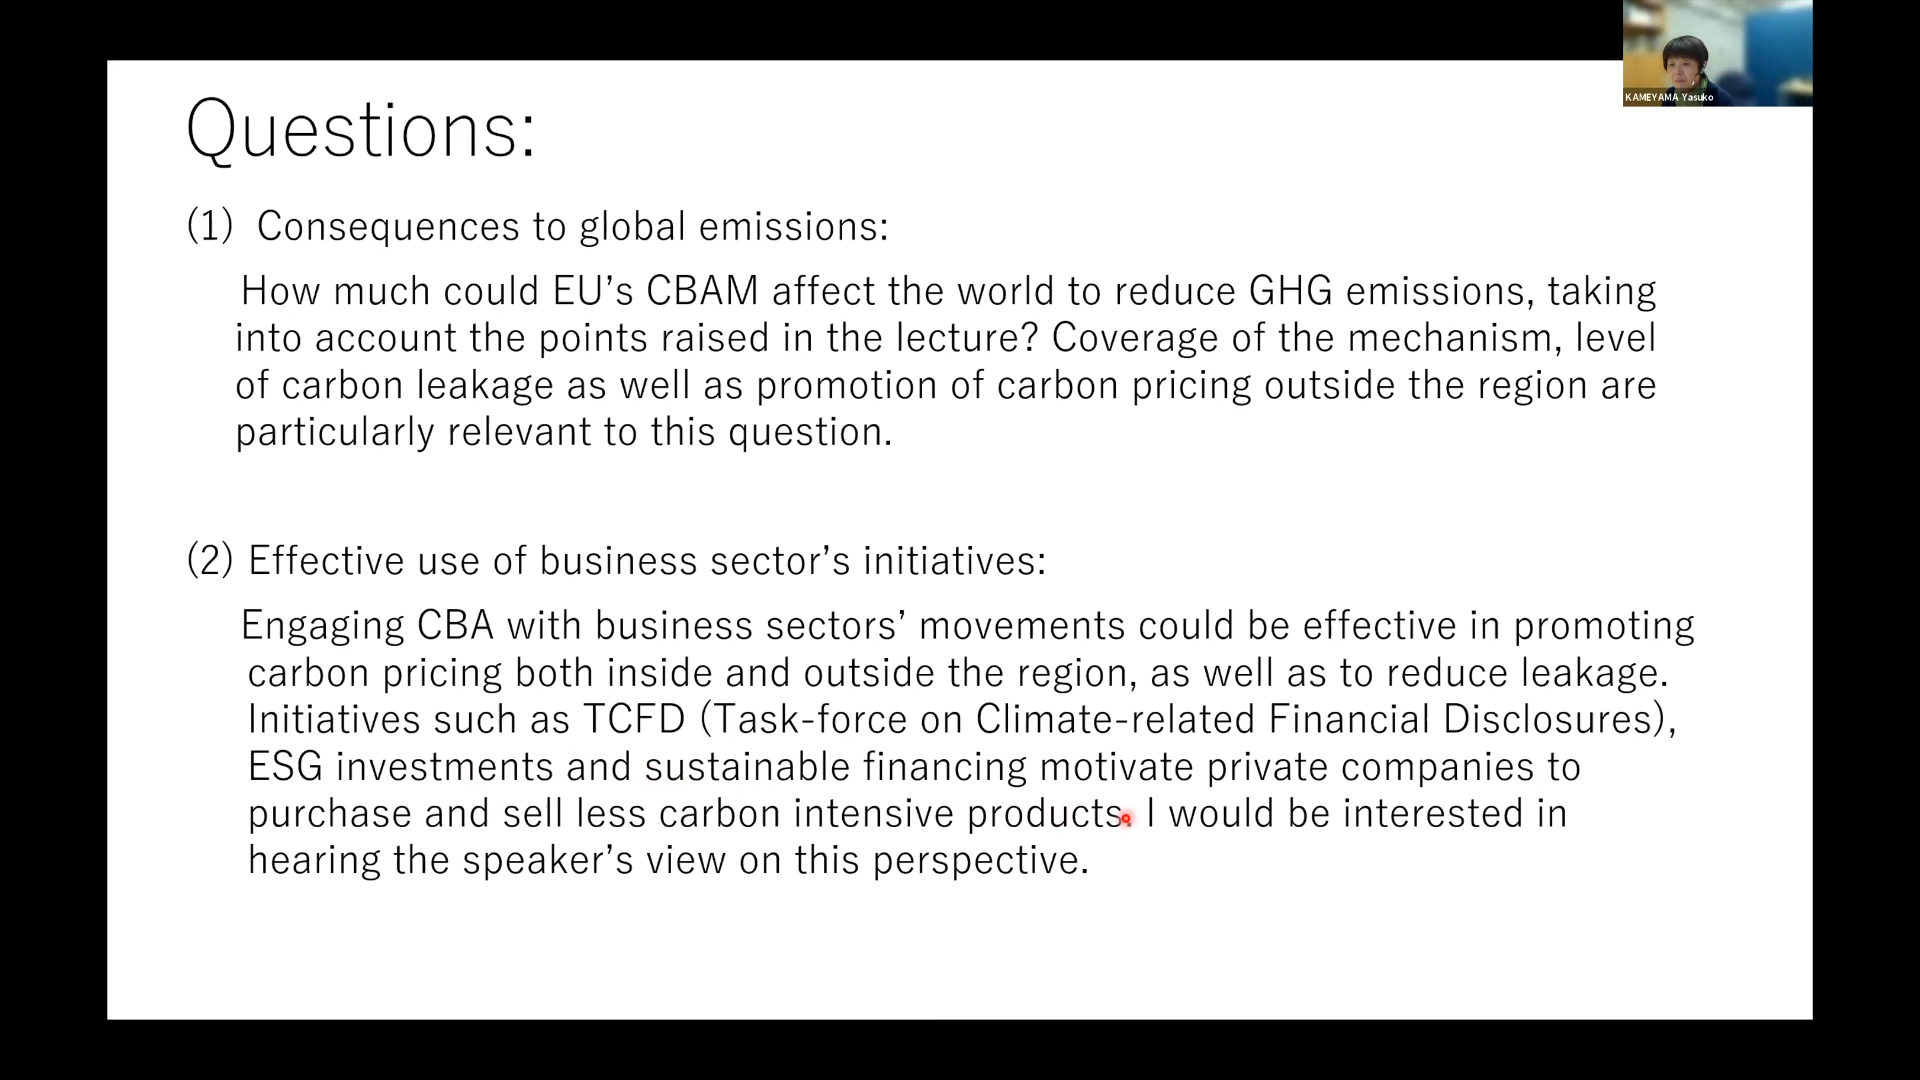 KAMEYAMA Yasuko
Questions:
(1) Consequences to global emissions:
How much could EU’s CBAM affect the world to reduce GHG emissions, taking
into account the points raised in the lecture? Coverage of the mechanism, level
of carbon leakage as well as promotion of carbon pricing outside the region are
particularly relevant to this question.
(2) Effective use of business sector’s initiatives:
Engaging CBA with business sectors’ movements could be effective in promoting
carbon pricing both inside and outside the region, as well as to reduce leakage.
Initiatives such as TCFD (Task-force on Climate-related Financial Disclosures),
ESG investments and sustainable financing motivate private companies to
purchase and sell less carbon intensive products. I would be interested in
hearing the speaker’s view on this perspective.